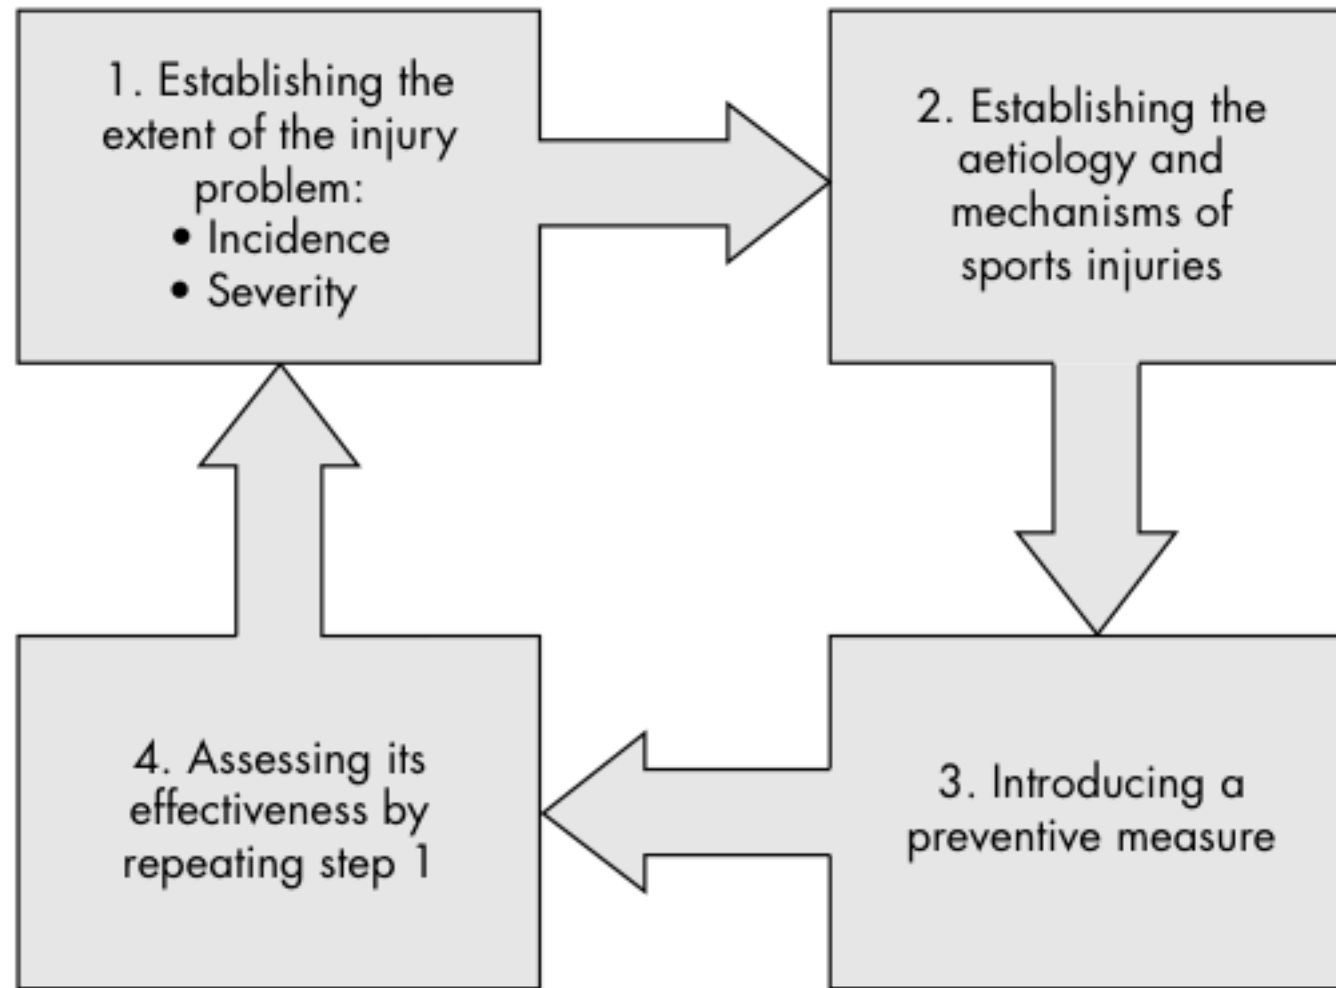 1. Establishing the
extent of the injury
problem:
• Incidence
• Severity
2. Establishing the
aetiology and
mechanisms of
sports injuries
3. Introducing a
preventive measure
4. Assessing its
effectiveness by
repeating step 1